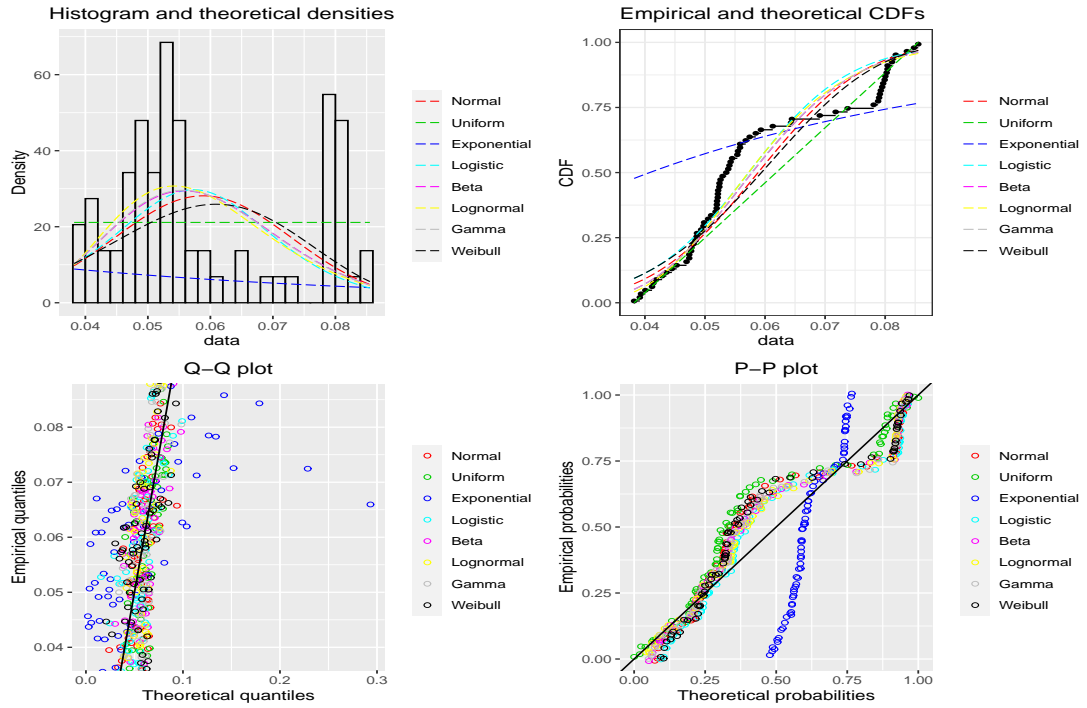 Histogram and theoretical densities
Density
60
40
20
0
0.04 0.05 0.06 0.07 0.08
data
Normal
Uniform
Exponential
Logistic
Beta
Lognormal
Gamma
Weibull
Empirical and theoretical CDFs
CDF
1.00
0.75
0.50
0.25
0.00
0.04 0.05 0.06 0.07 0.08
data
Normal
Uniform
Exponential
Logistic
Beta
Lognormal
Gamma
Weibull
Q−Q plot
Empirical quantiles
0.08
0.07
0.06
0.05
0.04
0.0 0.1 0.2 0.3
Theoretical quantiles
Normal
Uniform
Exponential
Logistic
Beta
Lognormal
Gamma
Weibull
P−P plot
Empirical probabilities
1.00
0.75
0.50
0.25
0.00
0.00 0.25 0.50 0.75 1.00
Theoretical probabilities
Normal
Uniform
Exponential
Logistic
Beta
Lognormal
Gamma
Weibull